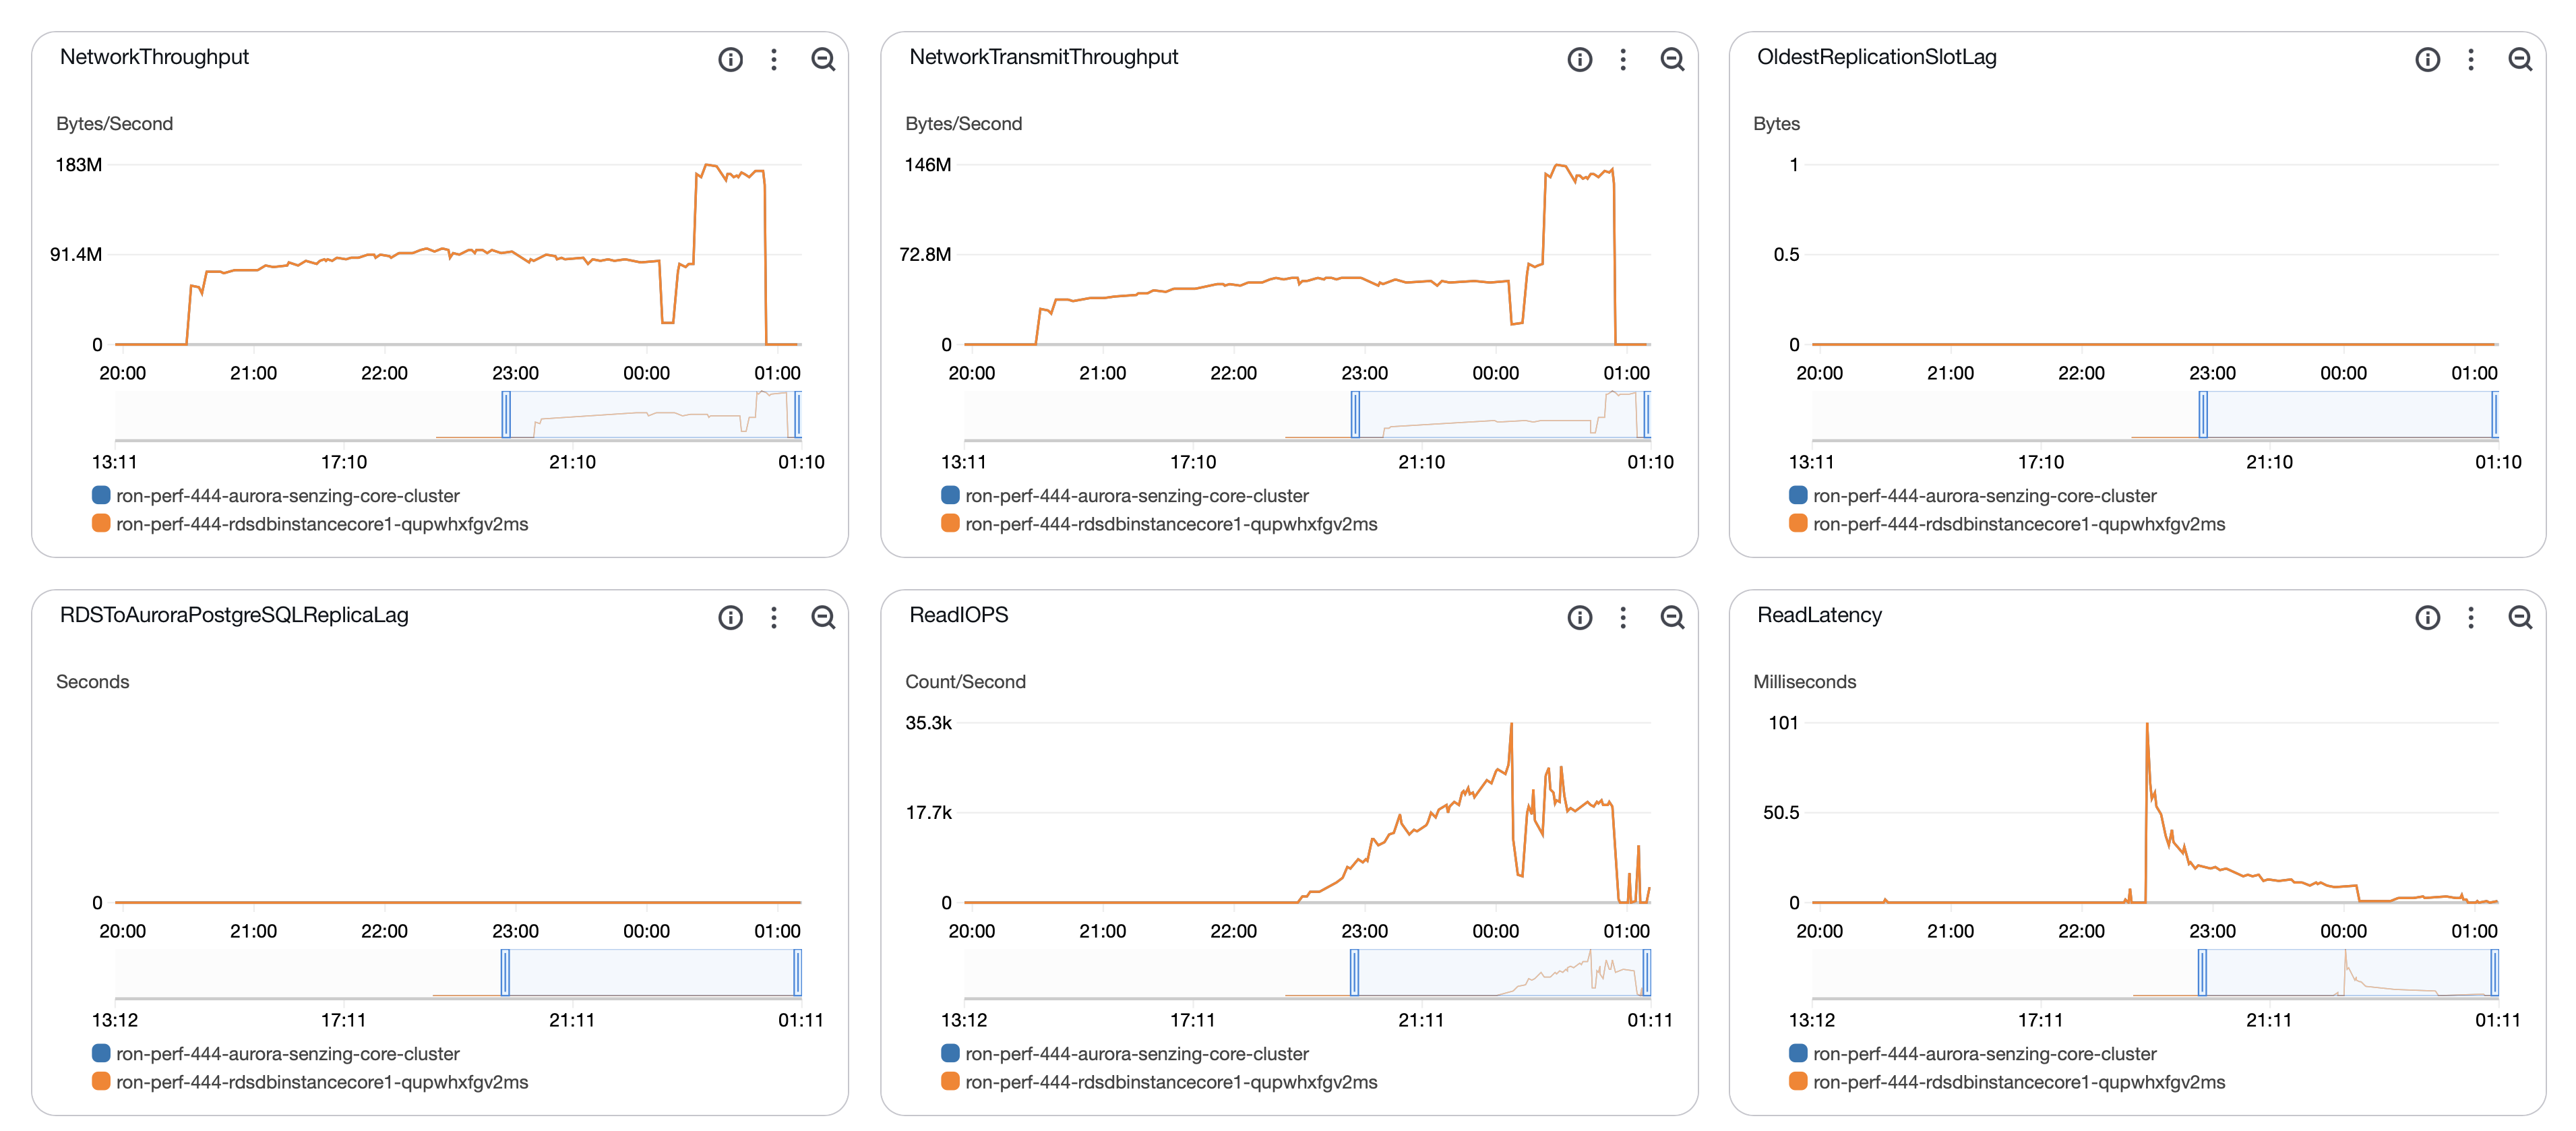 NetworkThroughput
Bytes/Second
183M
91.4M
0
20:00 21:00 22:00 23:00 00:00 01:00
13:11 17:10 21:10 01:10
ron-perf-444-aurora-senzing-core-cluster
ron-perf-444-rdsdbinstancecore1-qupwhxfgv2ms
NetworkTransmitThroughput
Bytes/Second
146M
72.8M
0
20:00 21:00 22:00 23:00 00:00 01:00
13:11 17:10 21:10 01:10
ron-perf-444-aurora-senzing-core-cluster
ron-perf-444-rdsdbinstancecore1-qupwhxfgv2ms
OldestReplicationSlotLag
Bytes
1
0.5
0
20:00 21:00 22:00 23:00 00:00 01:00
13:11 17:10 21:10 01:10
ron-perf-444-aurora-senzing-core-cluster
ron-perf-444-rdsdbinstancecore1-qupwhxfgv2ms
RDSToAuroraPostgreSQLReplicaLag
Seconds
0
20:00 21:00 22:00 23:00 00:00 01:00
13:12 17:11 21:11 01:11
ron-perf-444-aurora-senzing-core-cluster
ron-perf-444-rdsdbinstancecore1-qupwhxfgv2ms
ReadIOPS
Count/Second
35.3k
17.7k
0
20:00 21:00 22:00 23:00 00:00 01:00
13:12 17:11 21:11 01:11
ron-perf-444-aurora-senzing-core-cluster
ron-perf-444-rdsdbinstancecore1-qupwhxfgv2ms
ReadLatency
Milliseconds
101
50.5
0
20:00 21:00 22:00 23:00 00:00 01:00
13:12 17:11 21:11 01:11
ron-perf-444-aurora-senzing-core-cluster
ron-perf-444-rdsdbinstancecore1-qupwhxfgv2ms